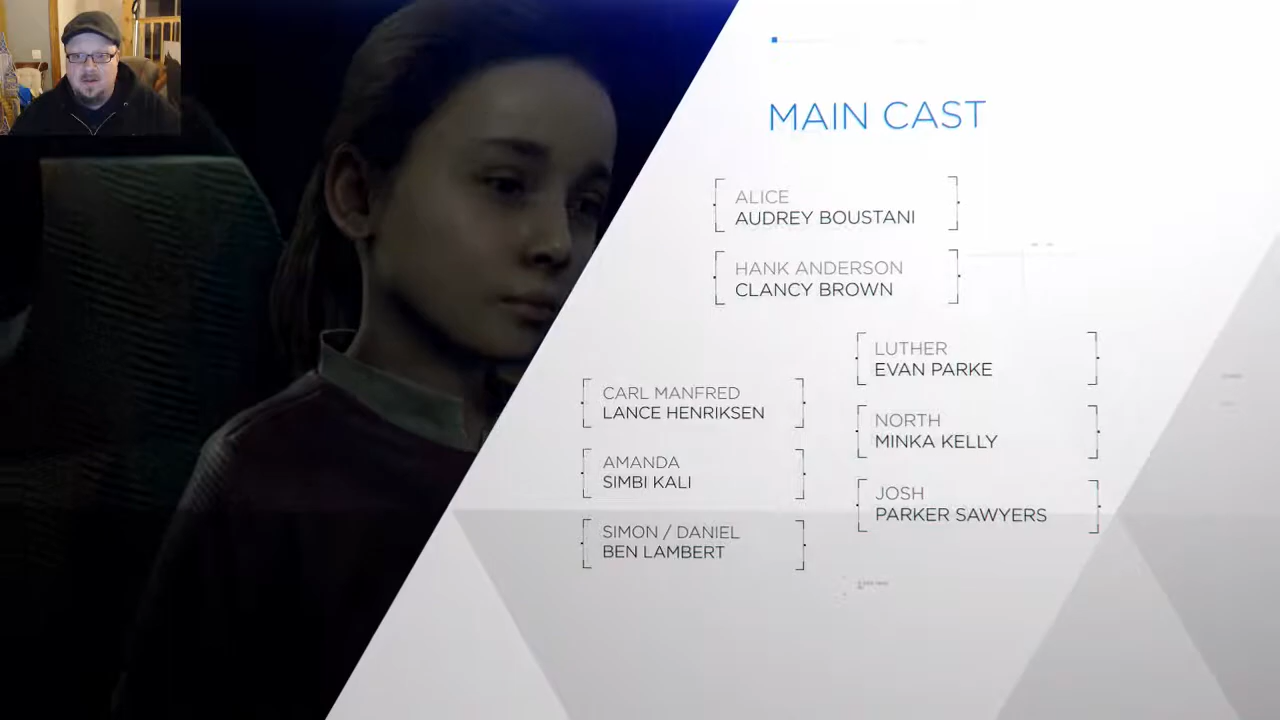 MAIN CAST
ALICE
AUDREY BOUSTANI
HANK ANDERSON
CLANCY BROWN
LUTHER
EVAN PARKE
NORTH
MINKA KELLY
JOSH
PARKER SAWYERS
CARL MANFRED
LANCE HENRIKSEN
AMANDA
SIMBI KALI
SIMON / DANIEL
BEN LAMBERT